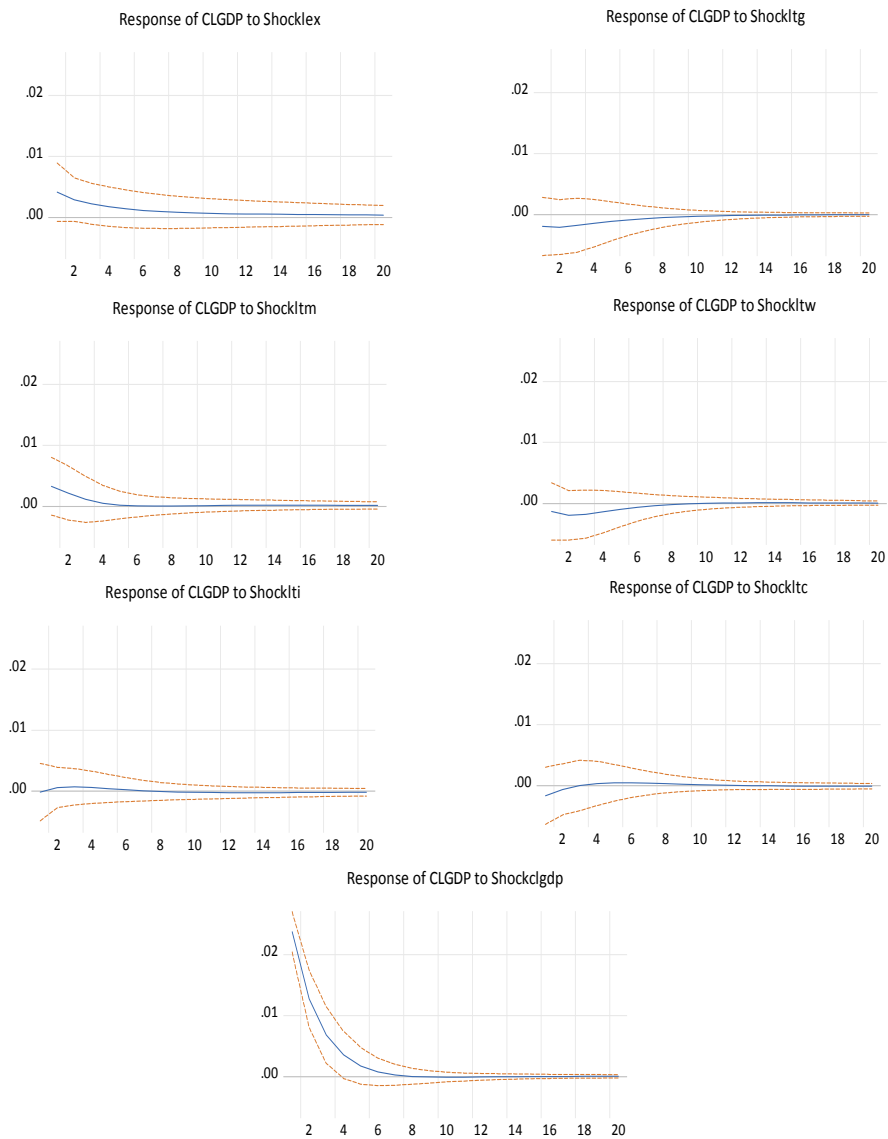 Response of CLGDP to Shocklex
.02
.01
.00
2 4 6 8 10 12 14 16 18 20
Response of CLGDP to Shockltg
.02
.01
.00
2 4 6 8 10 12 14 16 18 20
Response of CLGDP to Shockltm
.02
.01
.00
2 4 6 8 10 12 14 16 18 20
Response of CLGDP to Shockltw
.02
.01
.00
2 4 6 8 10 12 14 16 18 20
Response of CLGDP to Shocklti
.02
.01
.00
2 4 6 8 10 12 14 16 18 20
Response of CLGDP to Shockltc
.02
.01
.00
2 4 6 8 10 12 14 16 18 20
Response of CLGDP to Shockclgdp
.02
.01
.00
2 4 6 8 10 12 14 16 18 20